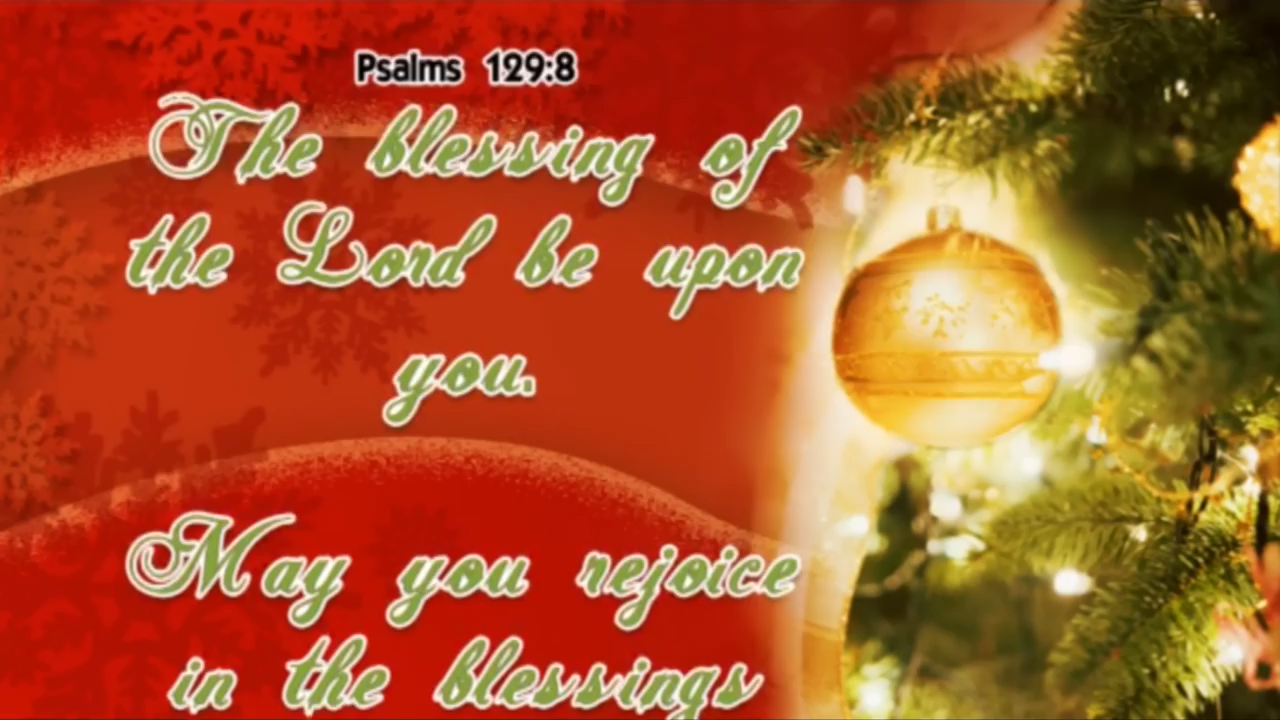 Psalms 129:8
The blessing of
the Lord be upon
you.
May you rejoice
in the blessings